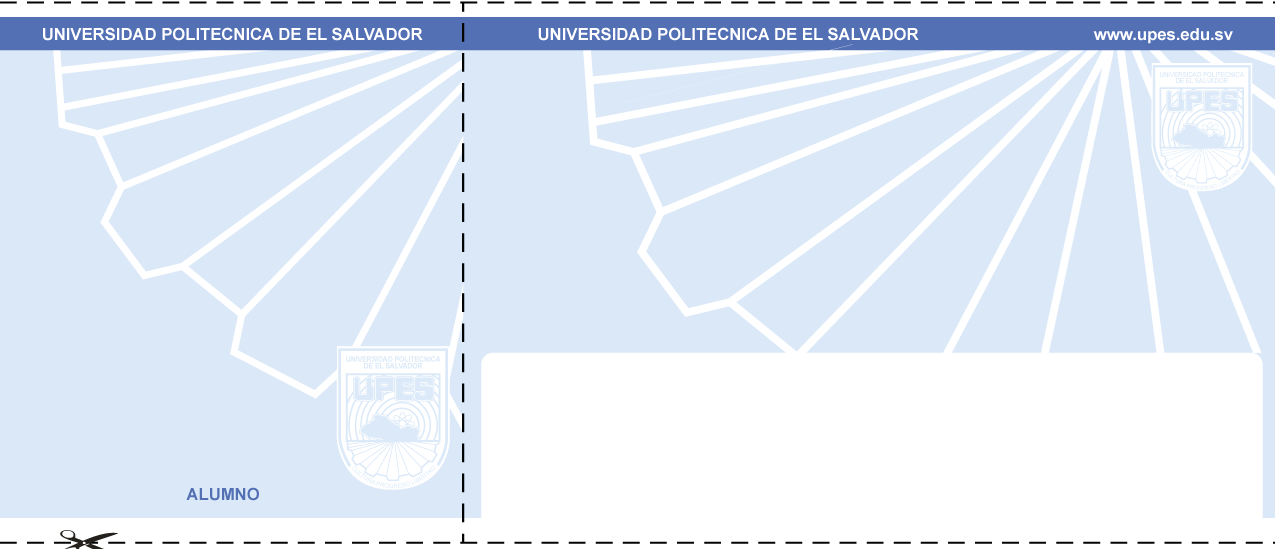 UNIVERSIDAD POLITECNICA DE EL SALVADOR
UNIVERSIDAD POLITECNICA
DE EL SALVADOR
UPES
ALUMNO
UNIVERSIDAD POLITECNICA DE EL SALVADOR
www.upes.edu.sv
UNIVERSIDAD POLITECNICA
DE EL SALVADOR
UPES